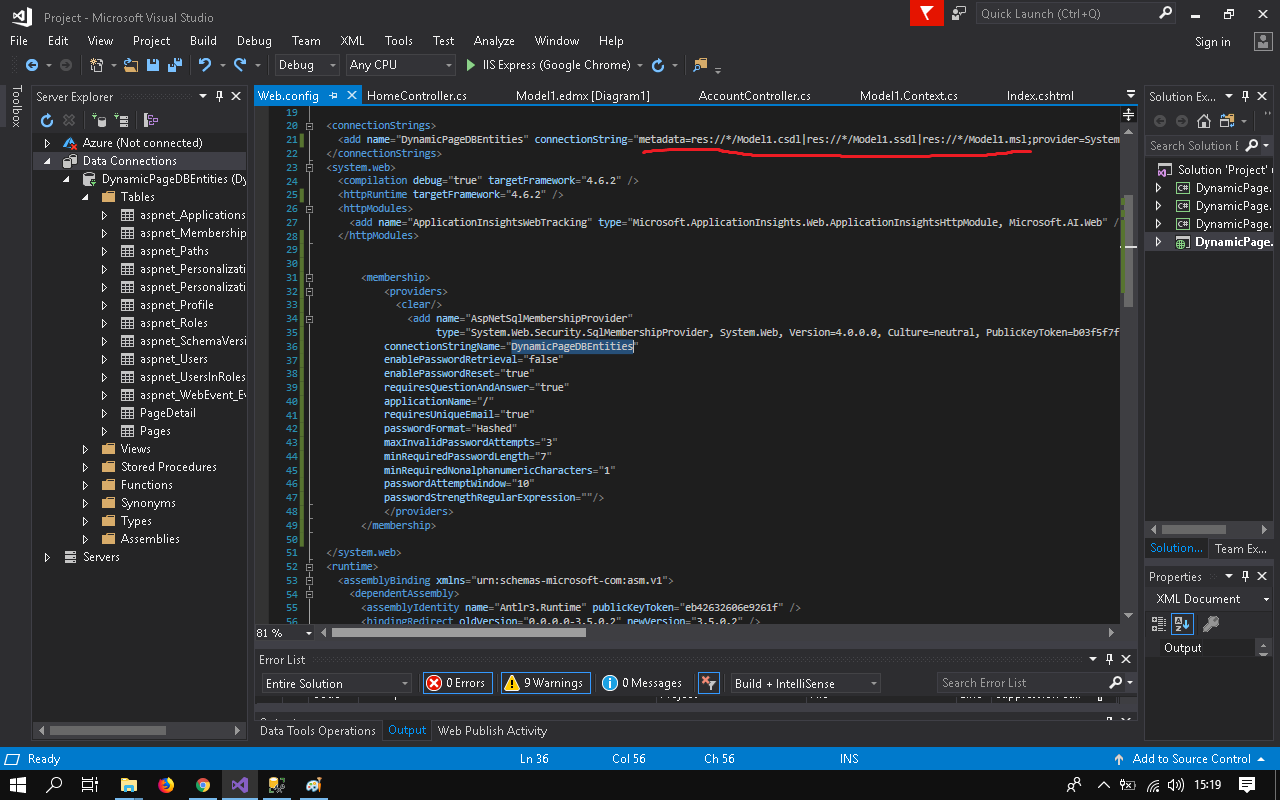 Project - Microsoft Visual Studio
Quick Launch (Ctrl+Q)
File Edit View Project Build Debug Team XML Tools Test Analyze Window Help
Sign in
Debug Any CPU IIS Express (Google Chrome)
Toolbox
Server Explorer
Azure (Not connected)
Data Connections
DynamicPageDBEntities (Dy
Tables
aspnet_Applications
aspnet_Membership
aspnet_Paths
aspnet_Personalizati
aspnet_Personalizati
aspnet_Profile
aspnet_Roles
aspnet_SchemaVersi
aspnet_Users
aspnet_UsersInRoles
aspnet_WebEvent_Ev
PageDetail
Pages
Views
Stored Procedures
Functions
Synonyms
Types
Assemblies
Servers
Web.config HomeController.cs Model1.edmx [Diagram1] AccountController.cs Model1.Context.cs Index.cshtml
19
20 <connectionStrings>
21 <add name="DynamicPageDBEntities" connectionString="metadata=res://*/Model1.csdl|res://*/Model1.ssdl|res://*/Model1.msl;provider=System
22 </connectionStrings>
23 <system.web>
24 <compilation debug="true" targetFramework="4.6.2" />
25 <httpRuntime targetFramework="4.6.2" />
26 <httpModules>
27 <add name="ApplicationInsightsWebTracking" type="Microsoft.ApplicationInsights.Web.ApplicationInsightsHttpModule, Microsoft.AI.Web" /
28 </httpModules>
29
30
31 <membership>
32 <providers>
33 <clear/>
34 <add name="AspNetSqlMembershipProvider"
35 type="System.Web.Security.SqlMembershipProvider, System.Web, Version=4.0.0.0, Culture=neutral, PublicKeyToken=b03f5f7f
36 connectionStringName="DynamicPageDBEntities"
37 enablePasswordRetrieval="false"
38 enablePasswordReset="true"
39 requiresQuestionAndAnswer="true"
40 applicationName="/"
41 requiresUniqueEmail="true"
42 passwordFormat="Hashed"
43 maxInvalidPasswordAttempts="3"
44 minRequiredPasswordLength="7"
45 minRequiredNonalphanumericCharacters="1"
46 passwordAttemptWindow="10"
47 passwordStrengthRegularExpression=""/>
48 </providers>
49 </membership>
50
51 </system.web>
52 <runtime>
53 <assemblyBinding xmlns="urn:schemas-microsoft-com:asm.v1">
54 <dependentAssembly>
55 <assemblyIdentity name="Antlr3.Runtime" publicKeyToken="eb42632606e9261f" />
56 <bindingRedirect oldVersion="0.0.0.0-3.5.0.2" newVersion="3.5.0.2" />
81 %
Error List
Entire Solution 0 Errors 9 Warnings 0 Messages Build + IntelliSense Search Error List
Data Tools Operations Output Web Publish Activity
Solution Ex...
Search Solution E
Solution 'Project'
DynamicPage.
DynamicPage.
DynamicPage.
DynamicPage.
Solution... Team Ex...
Properties
XML Document
Output
Ready Ln 36 Col 56 Ch 56 INS Add to Source Control
15:19